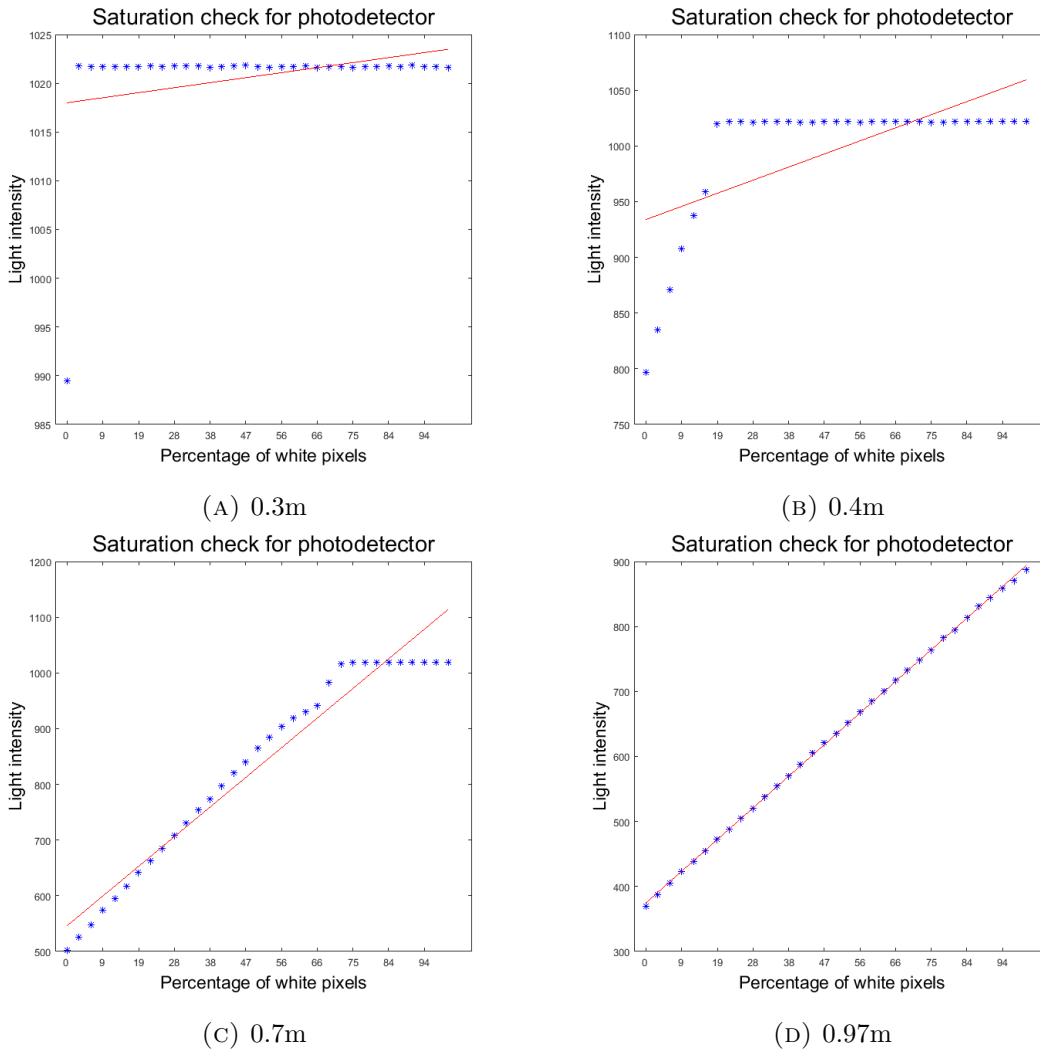 Saturation check for photodetector
1025
1020
1015
1010
1005
1000
995
990
985
Light intensity
0 9 19 28 38 47 56 66 75 84 94
Percentage of white pixels
(A) 0.3m
Saturation check for photodetector
1100
1050
1000
950
900
850
800
750
Light intensity
0 9 19 28 38 47 56 66 75 84 94
Percentage of white pixels
(B) 0.4m
Saturation check for photodetector
1200
1100
1000
900
800
700
600
500
Light intensity
0 9 19 28 38 47 56 66 75 84 94
Percentage of white pixels
(C) 0.7m
Saturation check for photodetector
900
800
700
600
500
400
300
Light intensity
0 9 19 28 38 47 56 66 75 84 94
Percentage of white pixels
(D) 0.97m